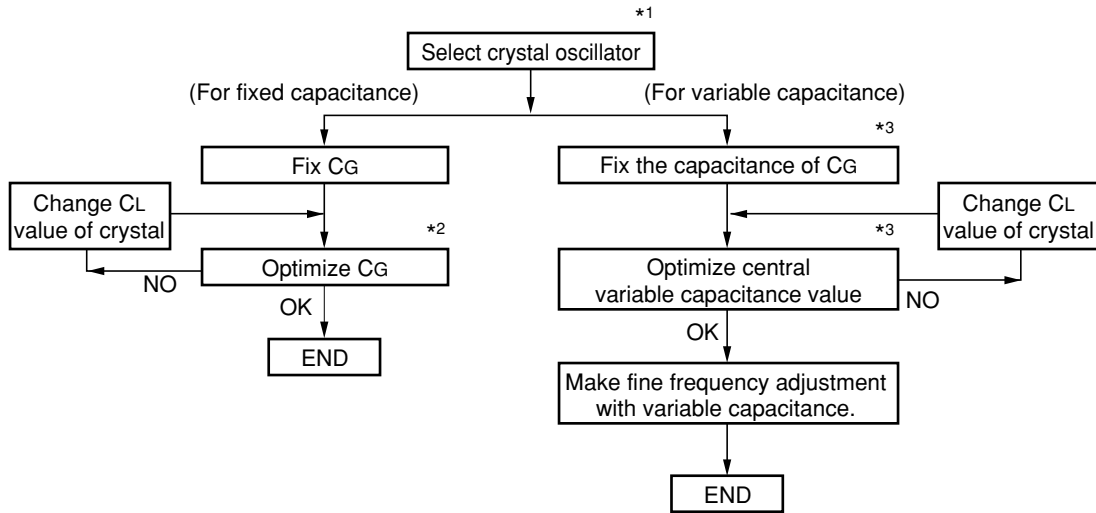 *1
Select crystal oscillator
(For fixed capacitance)
(For variable capacitance)
*3
Fix CG
Fix the capacitance of CG
Change CL
value of crystal
Change CL
value of crystal
*2
*3
Optimize CG
Optimize central
variable capacitance value
NO
NO
OK
OK
END
Make fine frequency adjustment
with variable capacitance.
END